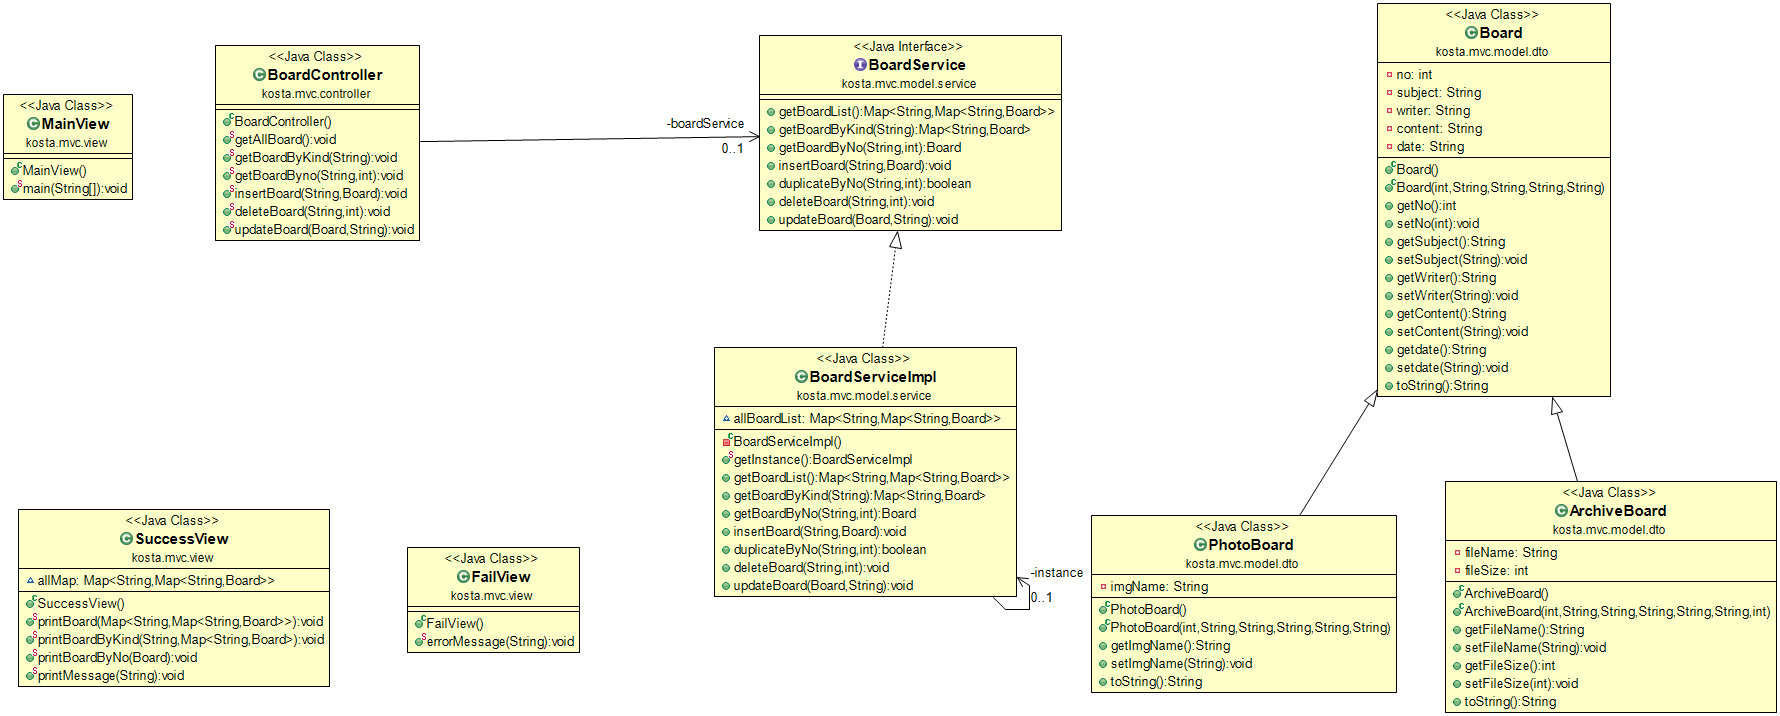 <<Java Class>>
MainView
kosta.mvc.view
MainView()
main(String[]):void
<<Java Class>>
BoardController
kosta.mvc.controller
BoardController()
getAllBoard():void
getBoardByKind(String):void
getBoardByno(String,int):void
insertBoard(String,Board):void
deleteBoard(String,int):void
updateBoard(Board,String):void
-boardService
0..1
<<Java Interface>>
BoardService
kosta.mvc.model.service
getBoardList():Map<String,Map<String,Board>>
getBoardByKind(String):Map<String,Board>
getBoardByNo(String,int):Board
insertBoard(String,Board):void
duplicateByNo(String,int):boolean
deleteBoard(String,int):void
updateBoard(Board,String):void
<<Java Class>>
Board
kosta.mvc.model.dto
no: int
subject: String
writer: String
content: String
date: String
Board()
Board(int,String,String,String,String)
getNo():int
setNo(int):void
getSubject():String
setSubject(String):void
getWriter():String
setWriter(String):void
getContent():String
setContent(String):void
getdate():String
setdate(String):void
toString():String
<<Java Class>>
BoardServiceImpl
kosta.mvc.model.service
allBoardList: Map<String,Map<String,Board>>
BoardServiceImpl()
getInstance():BoardServiceImpl
getBoardList():Map<String,Map<String,Board>>
getBoardByKind(String):Map<String,Board>
getBoardByNo(String,int):Board
insertBoard(String,Board):void
duplicateByNo(String,int):boolean
deleteBoard(String,int):void
updateBoard(Board,String):void
-instance
0..1
<<Java Class>>
SuccessView
kosta.mvc.view
allMap: Map<String,Map<String,Board>>
SuccessView()
printBoard(Map<String,Map<String,Board>>):void
printBoardByKind(String,Map<String,Board>):void
printBoardByNo(Board):void
printMessage(String):void
<<Java Class>>
FailView
kosta.mvc.view
FailView()
errorMessage(String):void
<<Java Class>>
PhotoBoard
kosta.mvc.model.dto
imgName: String
PhotoBoard()
PhotoBoard(int,String,String,String,String,String)
getImgName():String
setImgName(String):void
toString():String
<<Java Class>>
ArchiveBoard
kosta.mvc.model.dto
fileName: String
fileSize: int
ArchiveBoard()
ArchiveBoard(int,String,String,String,String,String,int)
getFileName():String
setFileName(String):void
getFileSize():int
setFileSize(int):void
toString():String